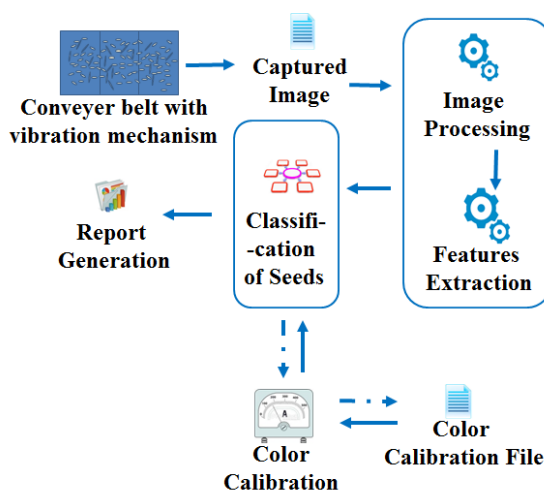 Conveyer belt with
vibration mechanism
Captured
Image
Image
Processing
Features
Extraction
Classifi-
-cation
of Seeds
Report
Generation
A
Color
Calibration
Color
Calibration File